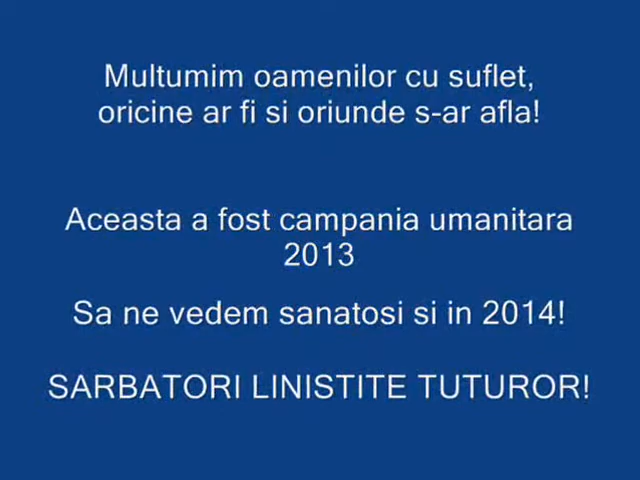 Multumim oamenilor cu suflet,
oricine ar fi si oriunde s-ar afla!
Aceasta a fost campania umanitara
2013
Sa ne vedem sanatosi si in 2014!
SARBATORI LINISTITE TUTUROR!